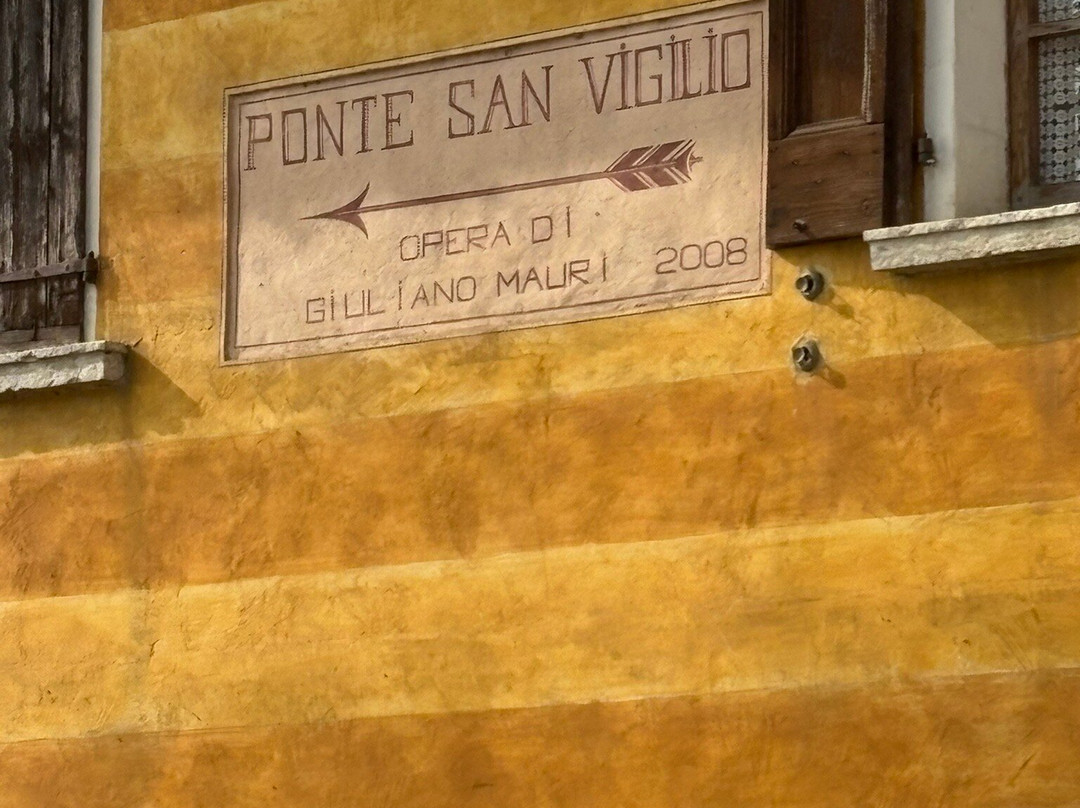 PONTE SAN VIGILIO
OPERA DI
GIULIANO MAURI 2008